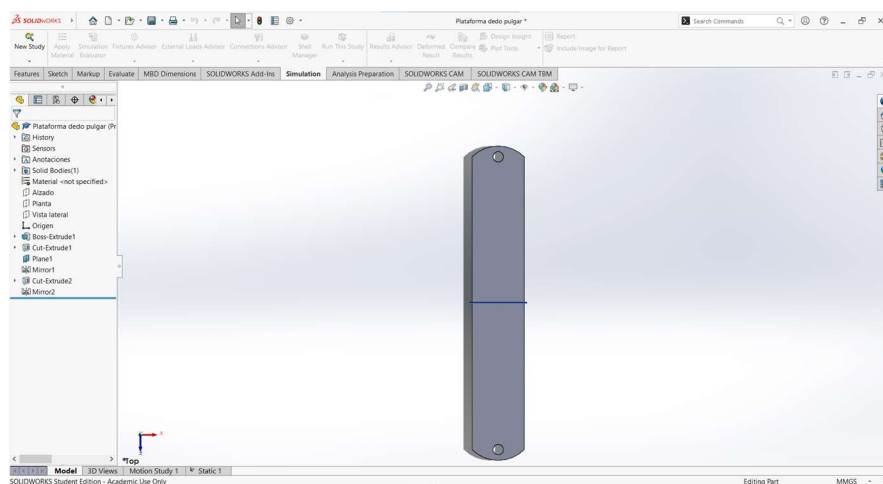 SOLIDWORKS
Plataforma dedo pulgar *
Search Commands
New Study
Apply Material
Simulation Evaluator
Fixtures Advisor
External Loads Advisor
Connections Advisor
Shell Manager
Run This Study
Results Advisor
Deformed Result
Compare Results
Design Insight
Plot Tools
Report
Include Image for Report
Features
Sketch
Markup
Evaluate
MBD Dimensions
SOLIDWORKS Add-Ins
Simulation
Analysis Preparation
SOLIDWORKS CAM
SOLIDWORKS CAM TBM
Plataforma dedo pulgar (Pr
History
Sensors
Anotaciones
Solid Bodies(1)
Material <not specified>
Alzado
Planta
Vista lateral
Origen
Boss-Extrude1
Cut-Extrude1
Plane1
Mirror1
Cut-Extrude2
Mirror2
x
*Top
Model
3D Views
Motion Study 1
Static 1
SOLIDWORKS Student Edition - Academic Use Only
Editing Part
MMGS